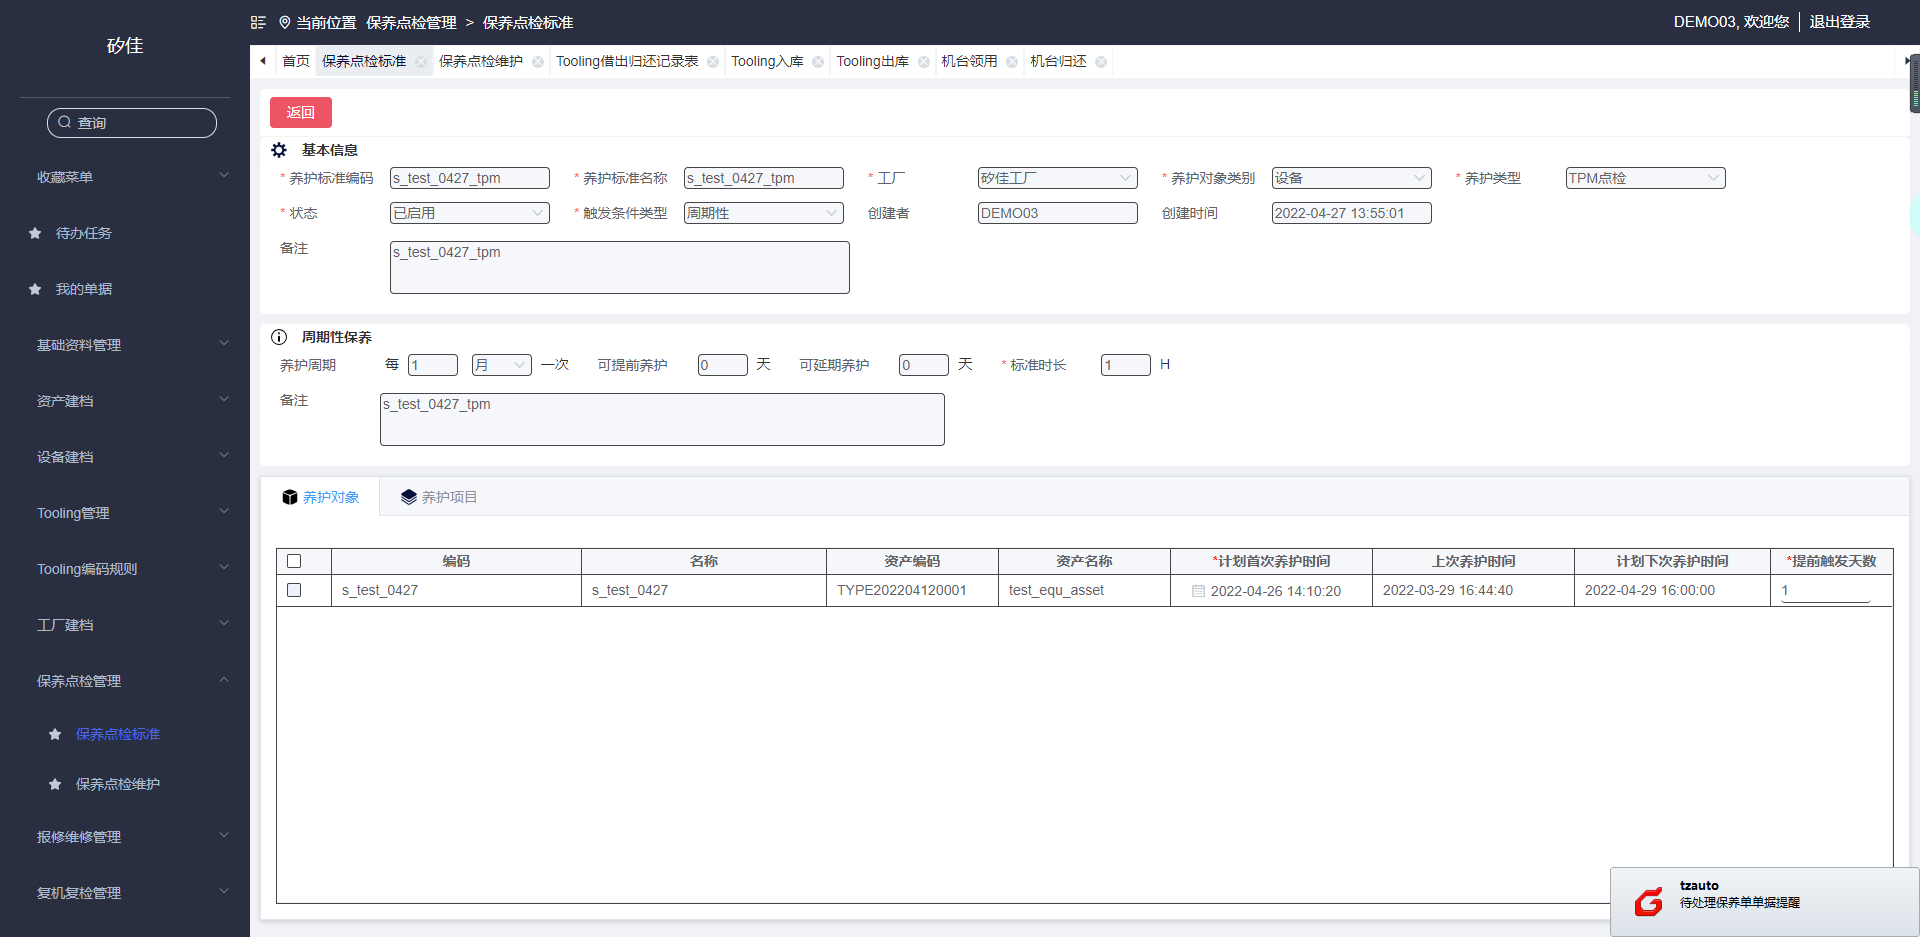 矽佳
查询
收藏菜单
待办任务
我的单据
基础资料管理
资产建档
设备建档
Tooling管理
Tooling编码规则
工厂建档
保养点检管理
保养点检标准
保养点检维护
报修维修管理
复机复检管理
当前位置 保养点检管理 > 保养点检标准
DEMO03, 欢迎您 退出登录
首页 保养点检标准 保养点检维护 Tooling借出归还记录表 Tooling入库 Tooling出库 机台领用 机台归还
返回
基本信息
* 养护标准编码 s_test_0427_tpm * 养护标准名称 s_test_0427_tpm * 工厂 矽佳工厂 * 养护对象类别 设备 * 养护类型 TPM点检
* 状态 已启用 * 触发条件类型 周期性 创建者 DEMO03 创建时间 2022-04-27 13:55:01
备注 s_test_0427_tpm
周期性保养
养护周期 每 1 月 一次 可提前养护 0 天 可延期养护 0 天 * 标准时长 1 H
备注 s_test_0427_tpm
养护对象 养护项目
编码 名称 资产编码 资产名称 *计划首次养护时间 上次养护时间 计划下次养护时间 *提前触发天数
s_test_0427 s_test_0427 TYPE202204120001 test_equ_asset 2022-04-26 14:10:20 2022-03-29 16:44:40 2022-04-29 16:00:00 1
tzauto
待处理保养单单据提醒